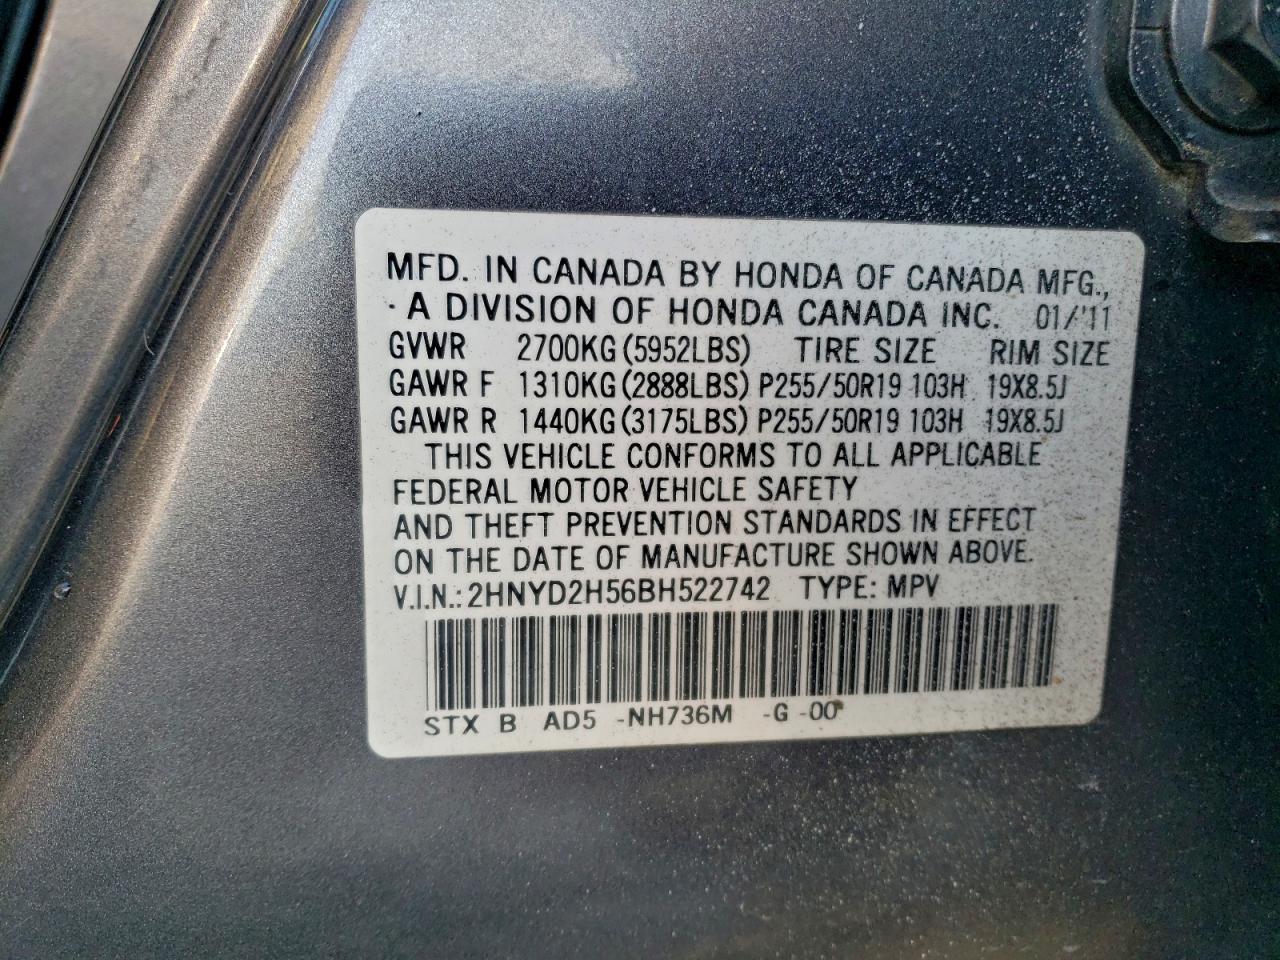 MFD. IN CANADA BY HONDA OF CANADA MFG.,
A DIVISION OF HONDA CANADA INC. 01/'11
GVWR 2700KG(5952LBS) TIRE SIZE RIM SIZE
GAWR F 1310KG(2888LBS) P255/50R19 103H 19X8.5J
GAWR R 1440KG(3175LBS) P255/50R19 103H 19X8.5J
THIS VEHICLE CONFORMS TO ALL APPLICABLE
FEDERAL MOTOR VEHICLE SAFETY
AND THEFT PREVENTION STANDARDS IN EFFECT
ON THE DATE OF MANUFACTURE SHOWN ABOVE.
V.I.N.: 2HNYD2H56BH522742 TYPE: MPV
STX B AD5 -NH736M -G -00